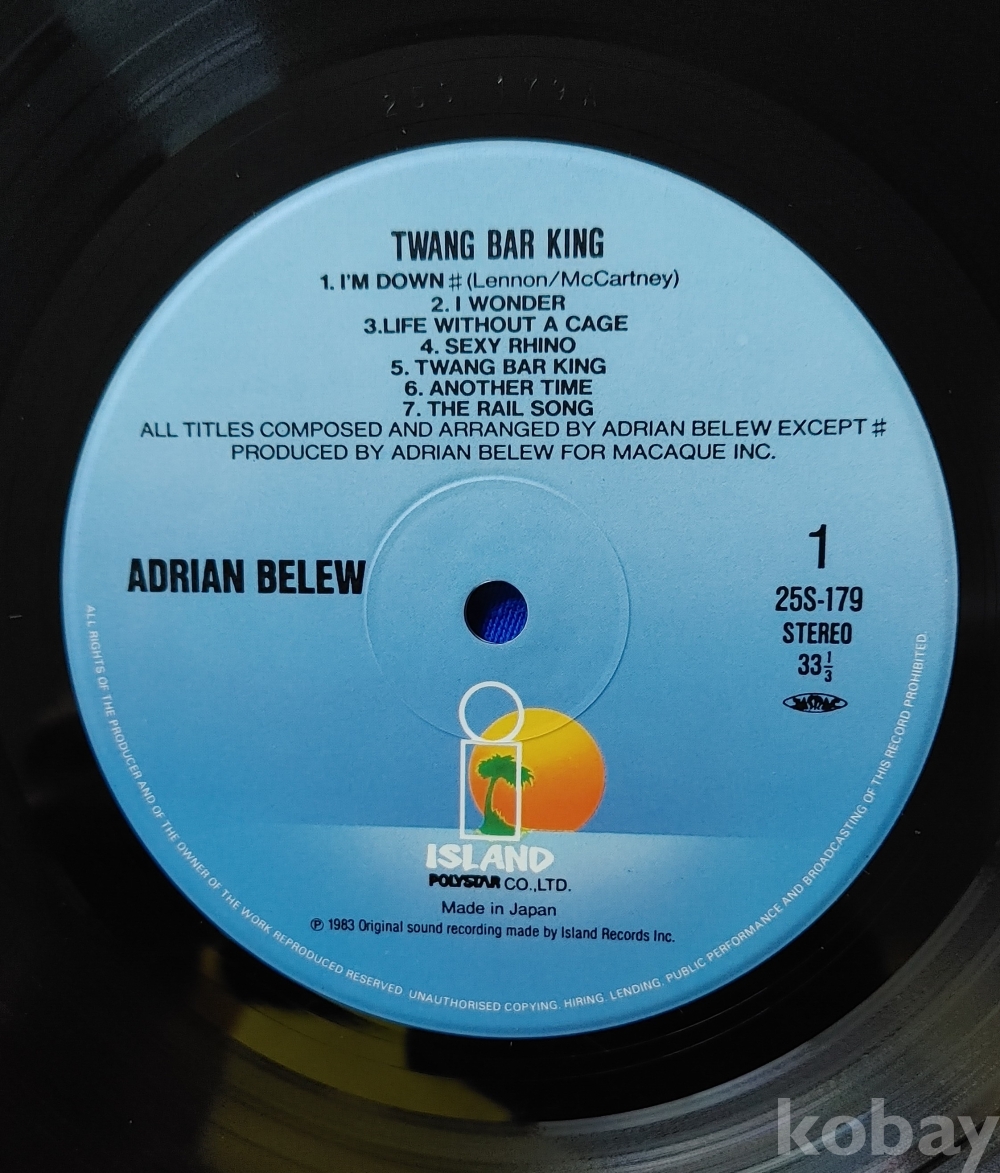 25S 179A
TWANG BAR KING
1. I'M DOWN ♯ (Lennon/McCartney)
2. I WONDER
3.LIFE WITHOUT A CAGE
4. SEXY RHINO
5. TWANG BAR KING
6. ANOTHER TIME
7. THE RAIL SONG
ALL TITLES COMPOSED AND ARRANGED BY ADRIAN BELEW EXCEPT ♯
PRODUCED BY ADRIAN BELEW FOR MACAQUE INC.
ADRIAN BELEW
1
25S-179
STEREO
33⅓
JASRAC
ISLAND
POLYSTAR CO.,LTD.
Made in Japan
℗ 1983 Original sound recording made by Island Records Inc.
ALL RIGHTS OF THE PRODUCER AND OF THE OWNER OF THE WORK REPRODUCED RESERVED. UNAUTHORISED COPYING, HIRING, LENDING, PUBLIC PERFORMANCE AND BROADCASTING OF THIS RECORD PROHIBITED.
kobay